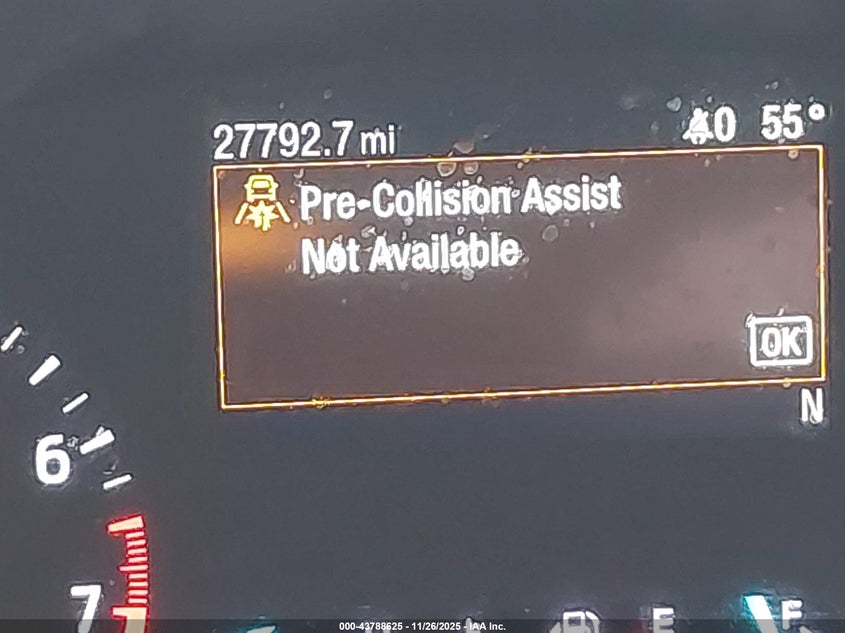 27792.7 mi
0 55°
Pre-Collision Assist
Not Available
OK
N
6
7
E
F
000-43788625 - 11/26/2025 - IAA Inc.